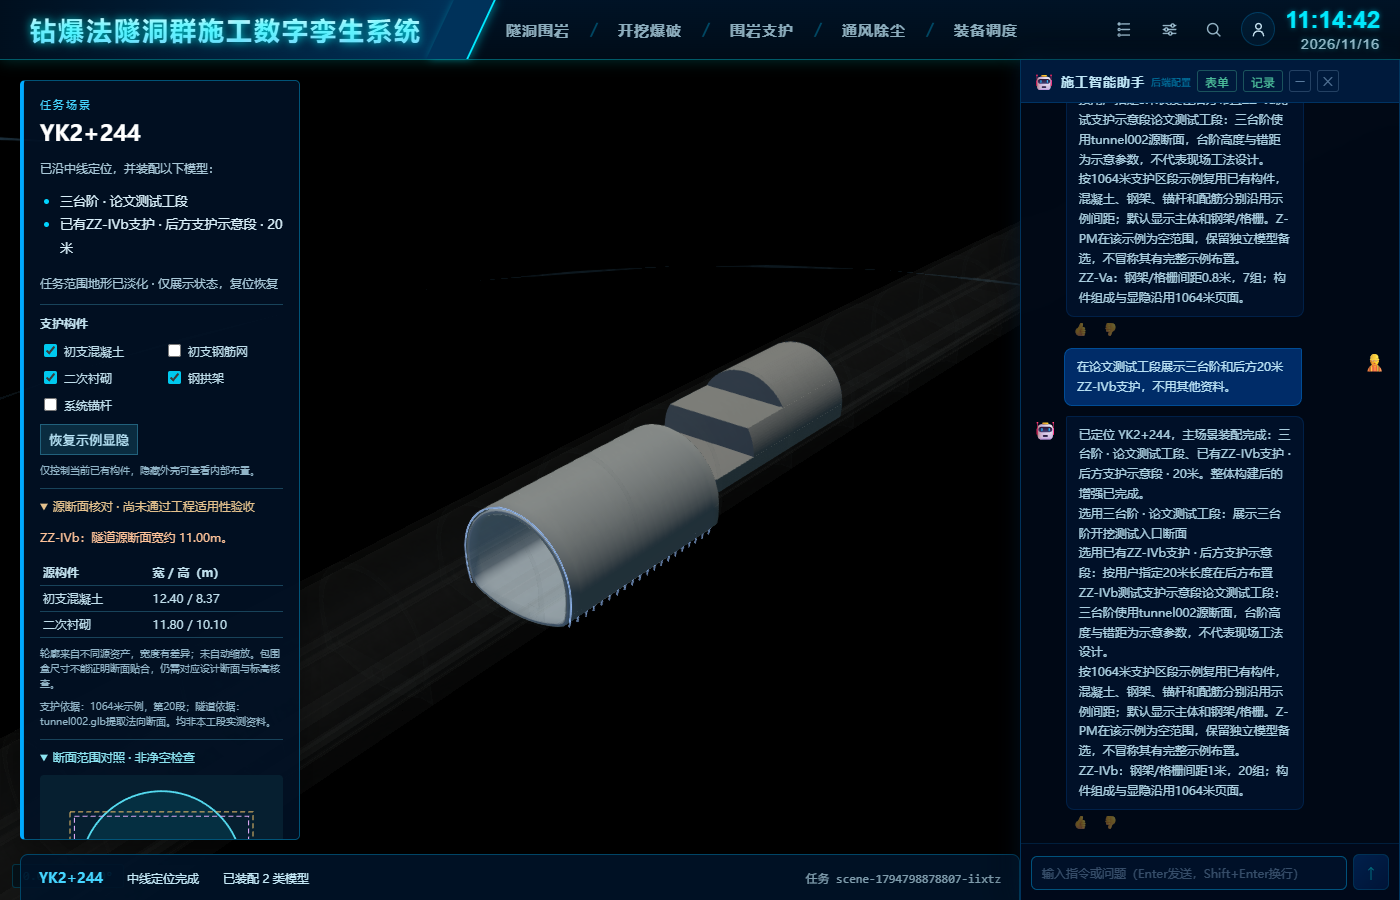 钻爆法隧洞群施工数字孪生系统
隧洞围岩 / 开挖爆破 / 围岩支护 / 通风除尘 / 装备调度
11:14:42
2026/11/16
任务场景
YK2+244
已沿中线定位，并装配以下模型：
三台阶 · 论文测试工段
已有ZZ-IVb支护 · 后方支护示意段 · 20
米
任务范围地形已淡化 · 仅展示状态，复位恢复
支护构件
初支混凝土 初支钢筋网
二次衬砌 钢拱架
系统锚杆
恢复示例显隐
仅控制当前已有构件，隐藏外壳可查看内部布置。
▼ 源断面核对 · 尚未通过工程适用性验收
ZZ-IVb：隧道源断面宽约 11.00m。
源构件 宽 / 高（m）
初支混凝土 12.40 / 8.37
二次衬砌 11.80 / 10.10
轮廓来自不同源资产，宽度有差异；未自动缩放。包围
盒尺寸不能证明断面贴合，仍需对应设计断面与标高核
查。
支护依据：1064米示例，第20段；隧道依据：
tunnel002.glb提取法向断面。均非本工段实测资料。
▼ 断面范围对照 · 非净空检查
YK2+244 中线定位完成 已装配 2 类模型
任务 scene-1794798878807-iixtz
施工智能助手 后端配置 表单 记录
试支护示意段论文测试工段：三台阶使
用tunnel002源断面，台阶高度与错距
为示意参数，不代表现场工法设计。
按1064米支护区段示例复用已有构件，
混凝土、钢架、锚杆和配筋分别沿用示
例间距；默认显示主体和钢架/格栅。Z-
PM在该示例为空范围，保留独立模型备
选，不冒称其有完整示例布置。
ZZ-Va：钢架/格栅间距0.8米，7组；构
件组成与显隐沿用1064米页面。
在论文测试工段展示三台阶和后方20米
ZZ-IVb支护，不用其他资料。
已定位 YK2+244，主场景装配完成：三
台阶 · 论文测试工段、已有ZZ-IVb支护 ·
后方支护示意段 · 20米。整体构建后的
增强已完成。
选用三台阶 · 论文测试工段：展示三台
阶开挖测试入口断面
选用已有ZZ-IVb支护 · 后方支护示意
段：按用户指定20米长度在后方布置
ZZ-IVb测试支护示意段论文测试工段：
三台阶使用tunnel002源断面，台阶高
度与错距为示意参数，不代表现场工法
设计。
按1064米支护区段示例复用已有构件，
混凝土、钢架、锚杆和配筋分别沿用示
例间距；默认显示主体和钢架/格栅。Z-
PM在该示例为空范围，保留独立模型备
选，不冒称其有完整示例布置。
ZZ-IVb：钢架/格栅间距1米，20组；构
件组成与显隐沿用1064米页面。
输入指令或问题（Enter发送，Shift+Enter换行）